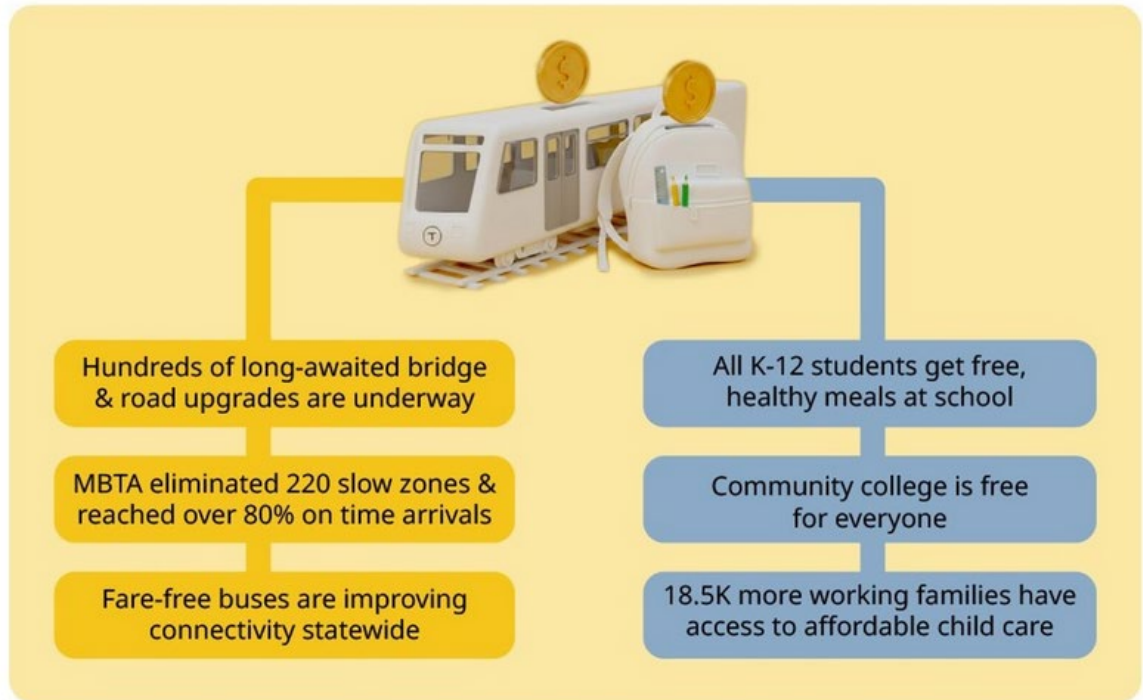 T
Hundreds of long-awaited bridge
& road upgrades are underway
MBTA eliminated 220 slow zones &
reached over 80% on time arrivals
Fare-free buses are improving
connectivity statewide
All K-12 students get free,
healthy meals at school
Community college is free
for everyone
18.5K more working families have
access to affordable child care